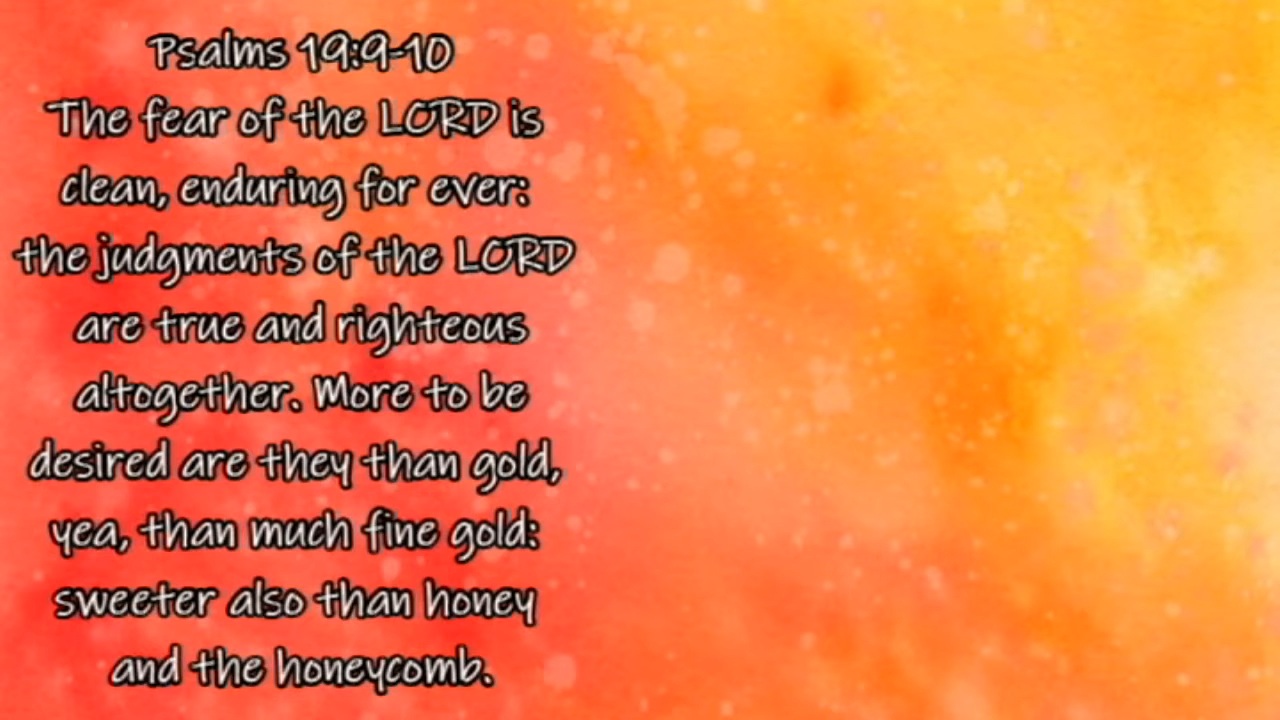 Psalms 19:9-10
The fear of the LORD is
clean, enduring for ever:
the judgments of the LORD
are true and righteous
altogether. More to be
desired are they than gold,
yea, than much fine gold:
sweeter also than honey
and the honeycomb.